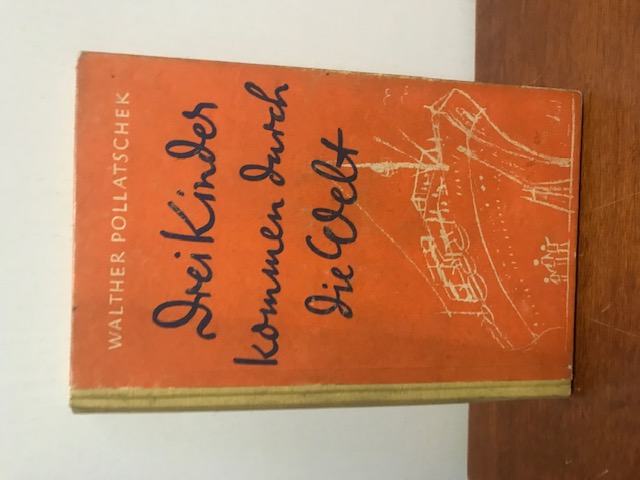 WALTHER POLLATSCHEK
Drei Kinder
kommen durch
die Welt